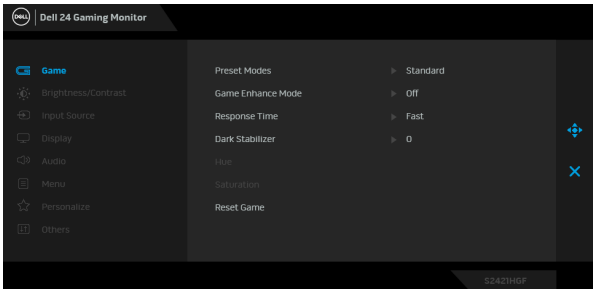 DELL
Dell 24 Gaming Monitor
Game
Brightness/Contrast
Input Source
Display
Audio
Menu
Personalize
Others
Preset Modes Standard
Game Enhance Mode Off
Response Time Fast
Dark Stabilizer 0
Hue
Saturation
Reset Game
S2421HGF